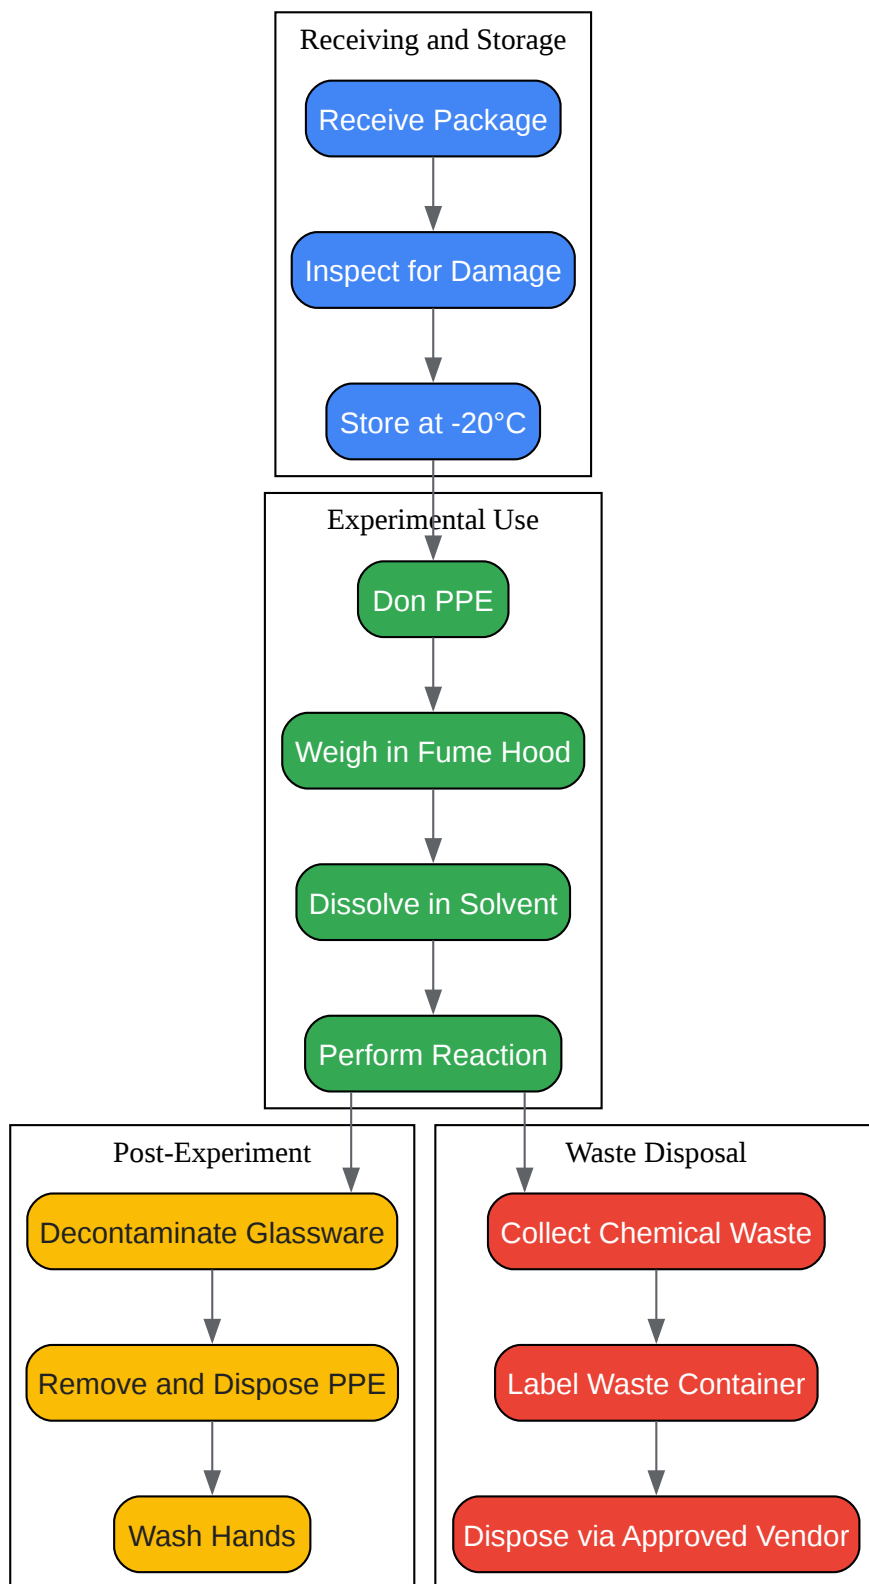 Receiving and Storage
Receive Package
Inspect for Damage
Store at -20°C
Experimental Use
Don PPE
Weigh in Fume Hood
Dissolve in Solvent
Perform Reaction
Post-Experiment
Decontaminate Glassware
Remove and Dispose PPE
Wash Hands
Waste Disposal
Collect Chemical Waste
Label Waste Container
Dispose via Approved Vendor